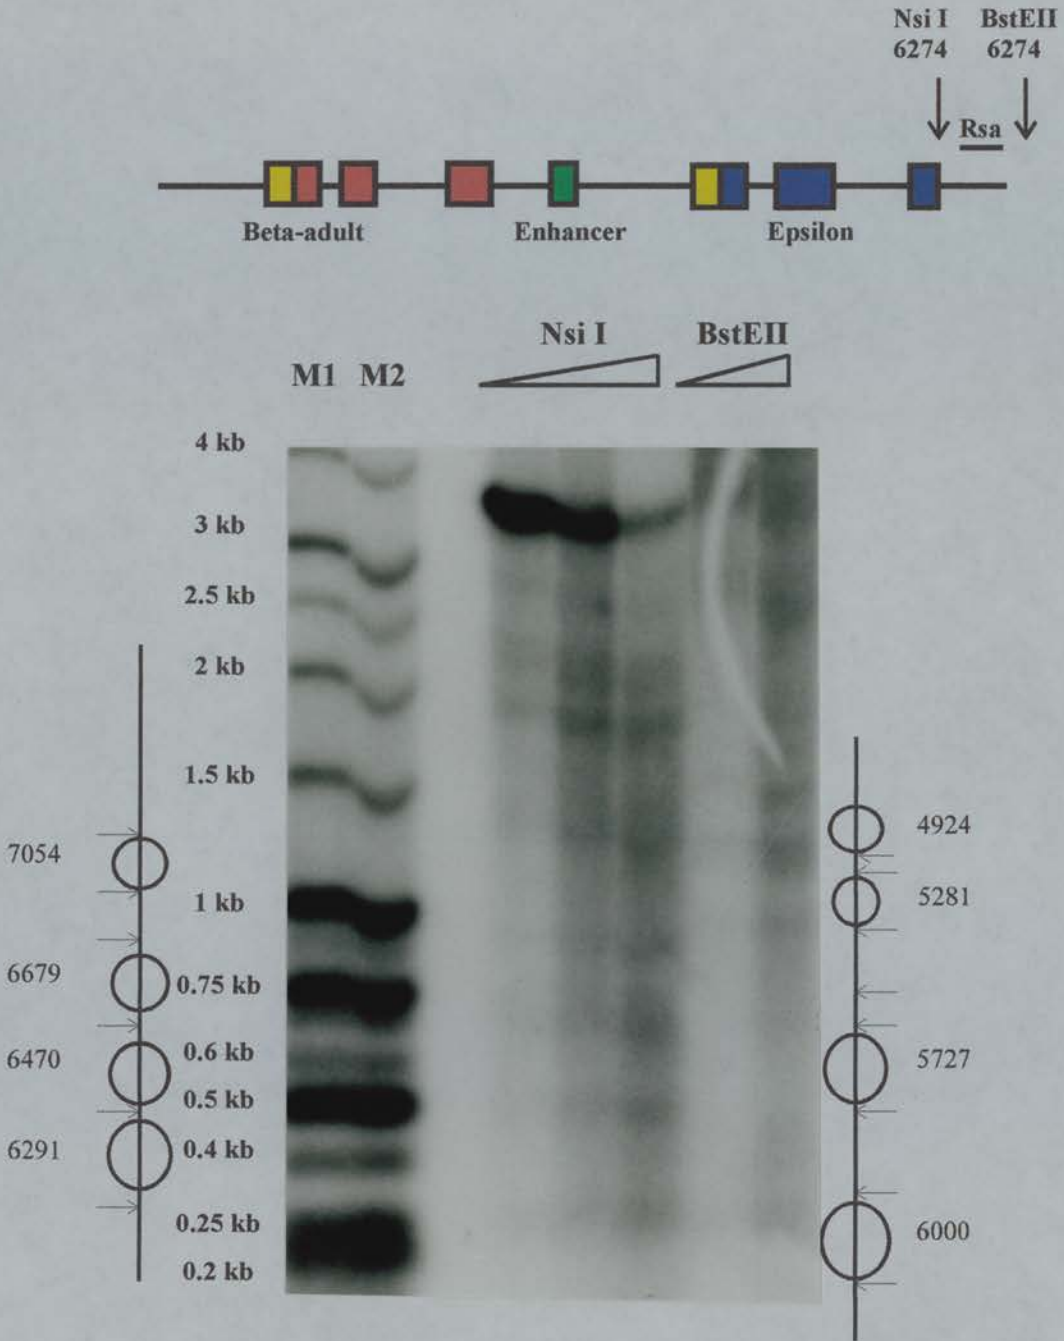 Nsi I BstEII
6274 6274
Rsa
Beta-adult Enhancer Epsilon
Nsi I BstEII
M1 M2
4 kb
3 kb
2.5 kb
2 kb
1.5 kb
1 kb
0.75 kb
0.6 kb
0.5 kb
0.4 kb
0.25 kb
0.2 kb
7054
6679
6470
6291
4924
5281
5727
6000